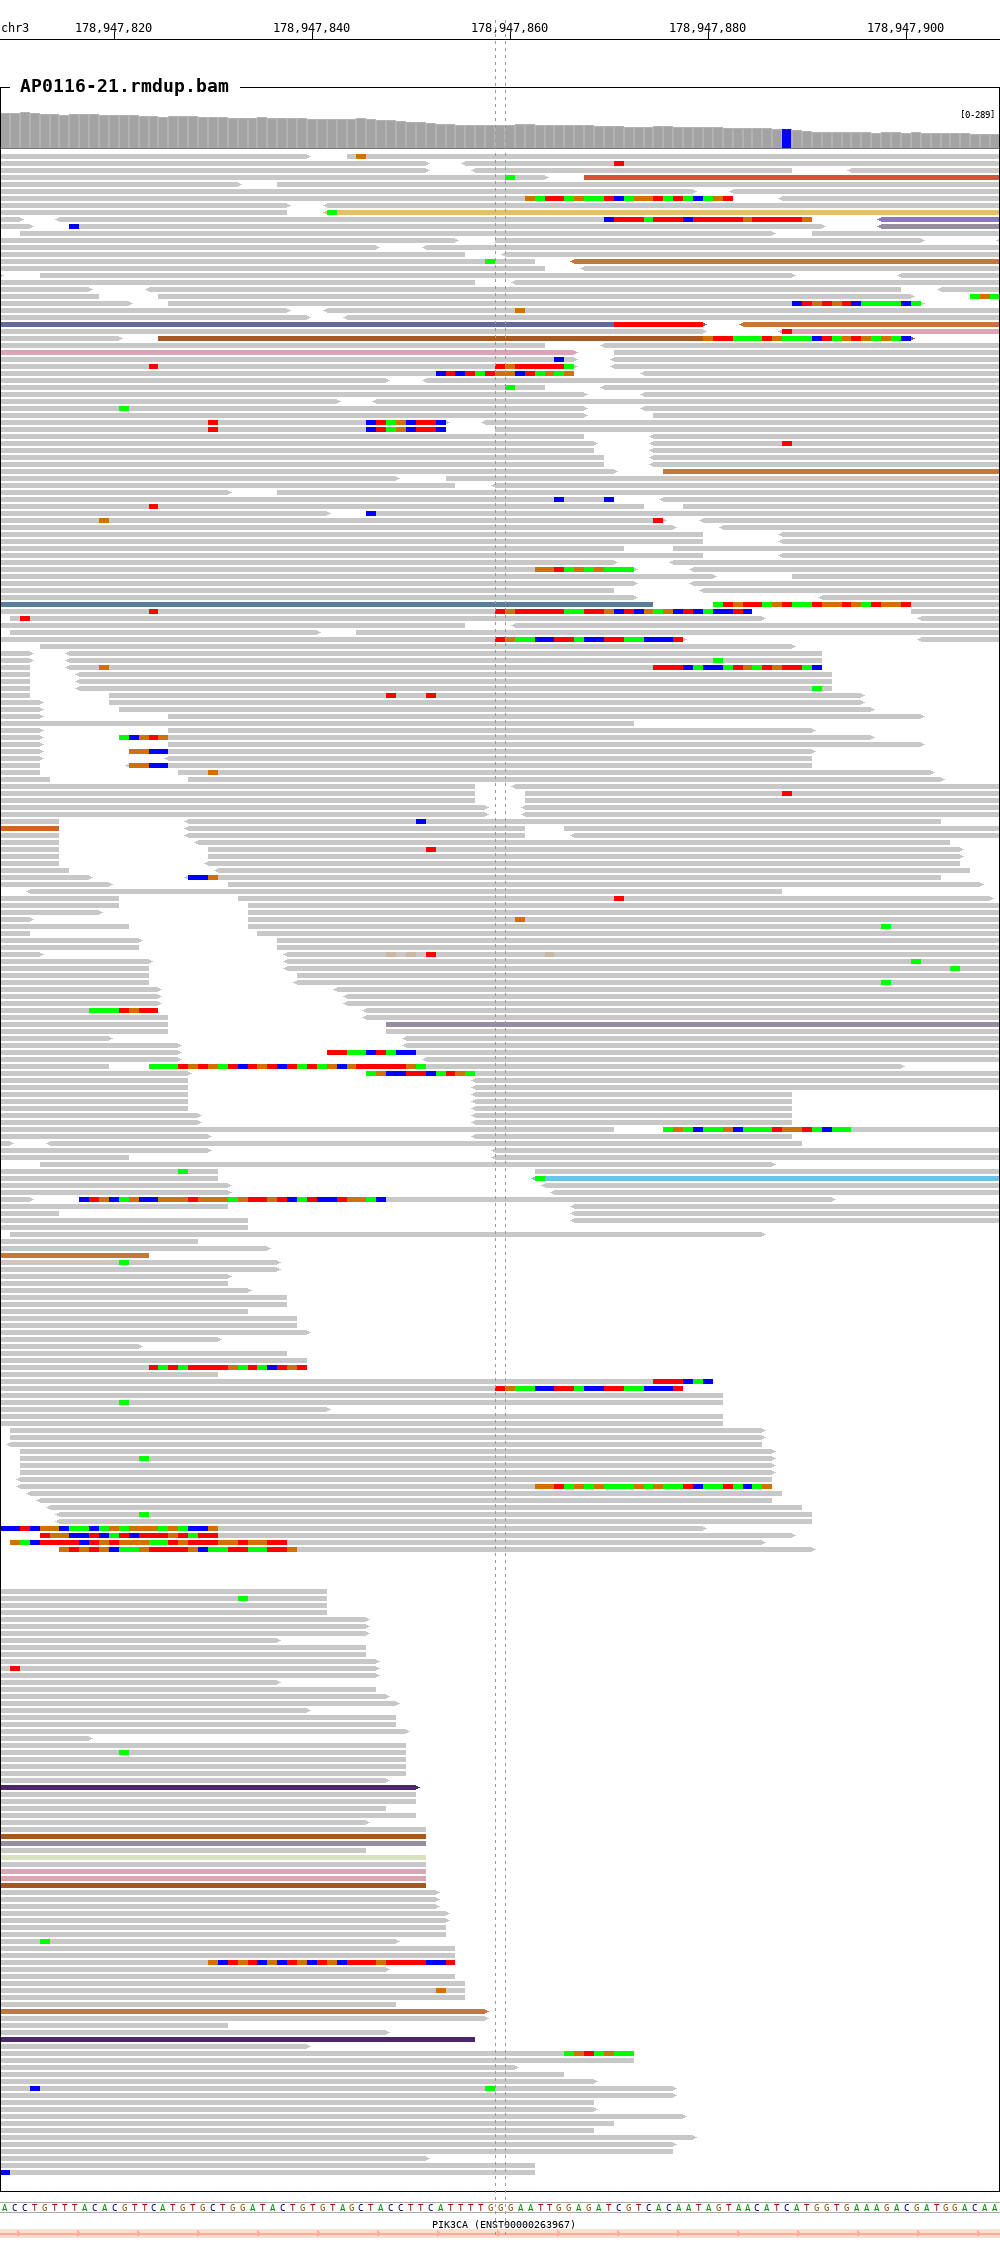 chr3 178,947,820 178,947,840 178,947,860 178,947,880 178,947,900
AP0116-21.rmdup.bam
[0-289]
ACCTGTTTACACGTTCATGTGCTGGATACTGTGTAGCTACCTTCATTTTGGGAATTGGAGATCGTCACAATAGTAACATCATGGTGAAAGACGATGGACAA
PIK3CA (ENST00000263967)